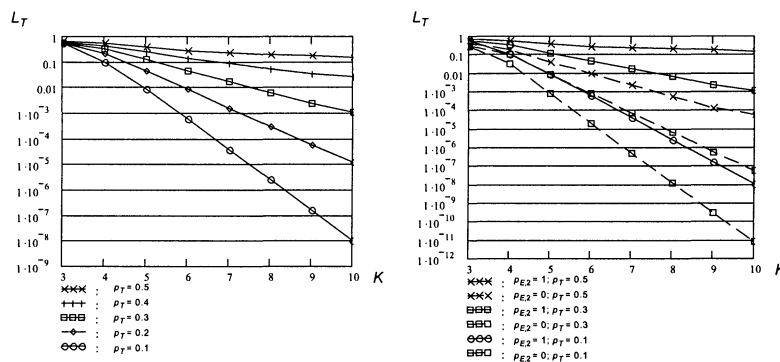 L_T
1
0.1
0.01
1·10^-3
1·10^-4
1·10^-5
1·10^-6
1·10^-7
1·10^-8
1·10^-9
3 4 5 6 7 8 9 10 K
: p_T = 0.5
: p_T = 0.4
: p_T = 0.3
: p_T = 0.2
: p_T = 0.1
L_T
1
0.1
0.01
1·10^-3
1·10^-4
1·10^-5
1·10^-6
1·10^-7
1·10^-8
1·10^-9
1·10^-10
1·10^-11
1·10^-12
3 4 5 6 7 8 9 10 K
: p_E,2 = 1; p_T = 0.5
: p_E,2 = 0; p_T = 0.5
: p_E,2 = 1; p_T = 0.3
: p_E,2 = 0; p_T = 0.3
: p_E,2 = 1; p_T = 0.1
: p_E,2 = 0; p_T = 0.1